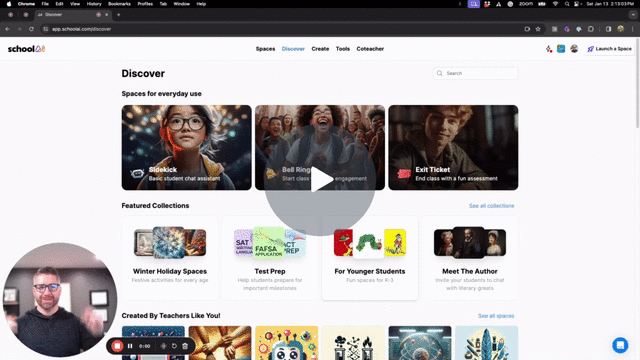 Chrome File Edit View History Bookmarks Profiles Tab Window Help
zoom
Sat Jan 13 2:15:03 PM
Discover
app.schoolai.com/discover
schoolai
Spaces Discover Create Tools Coteacher
Launch a Space
Discover
Search
Spaces for everyday use
Sidekick
Basic student chat assistant
Bell Ring
Start class engagement
Exit Ticket
End class with a fun assessment
Featured Collections
See all collections
SAT
FAFSA
APPLICATION
ACT
PREP
Winter Holiday Spaces
Festive activities for every age
Test Prep
Help students prepare for
important milestones
For Younger Students
Fun spaces for K-3
Meet The Author
Invite your students to chat
with literary greats
Created By Teachers Like You!
See all spaces
0:00